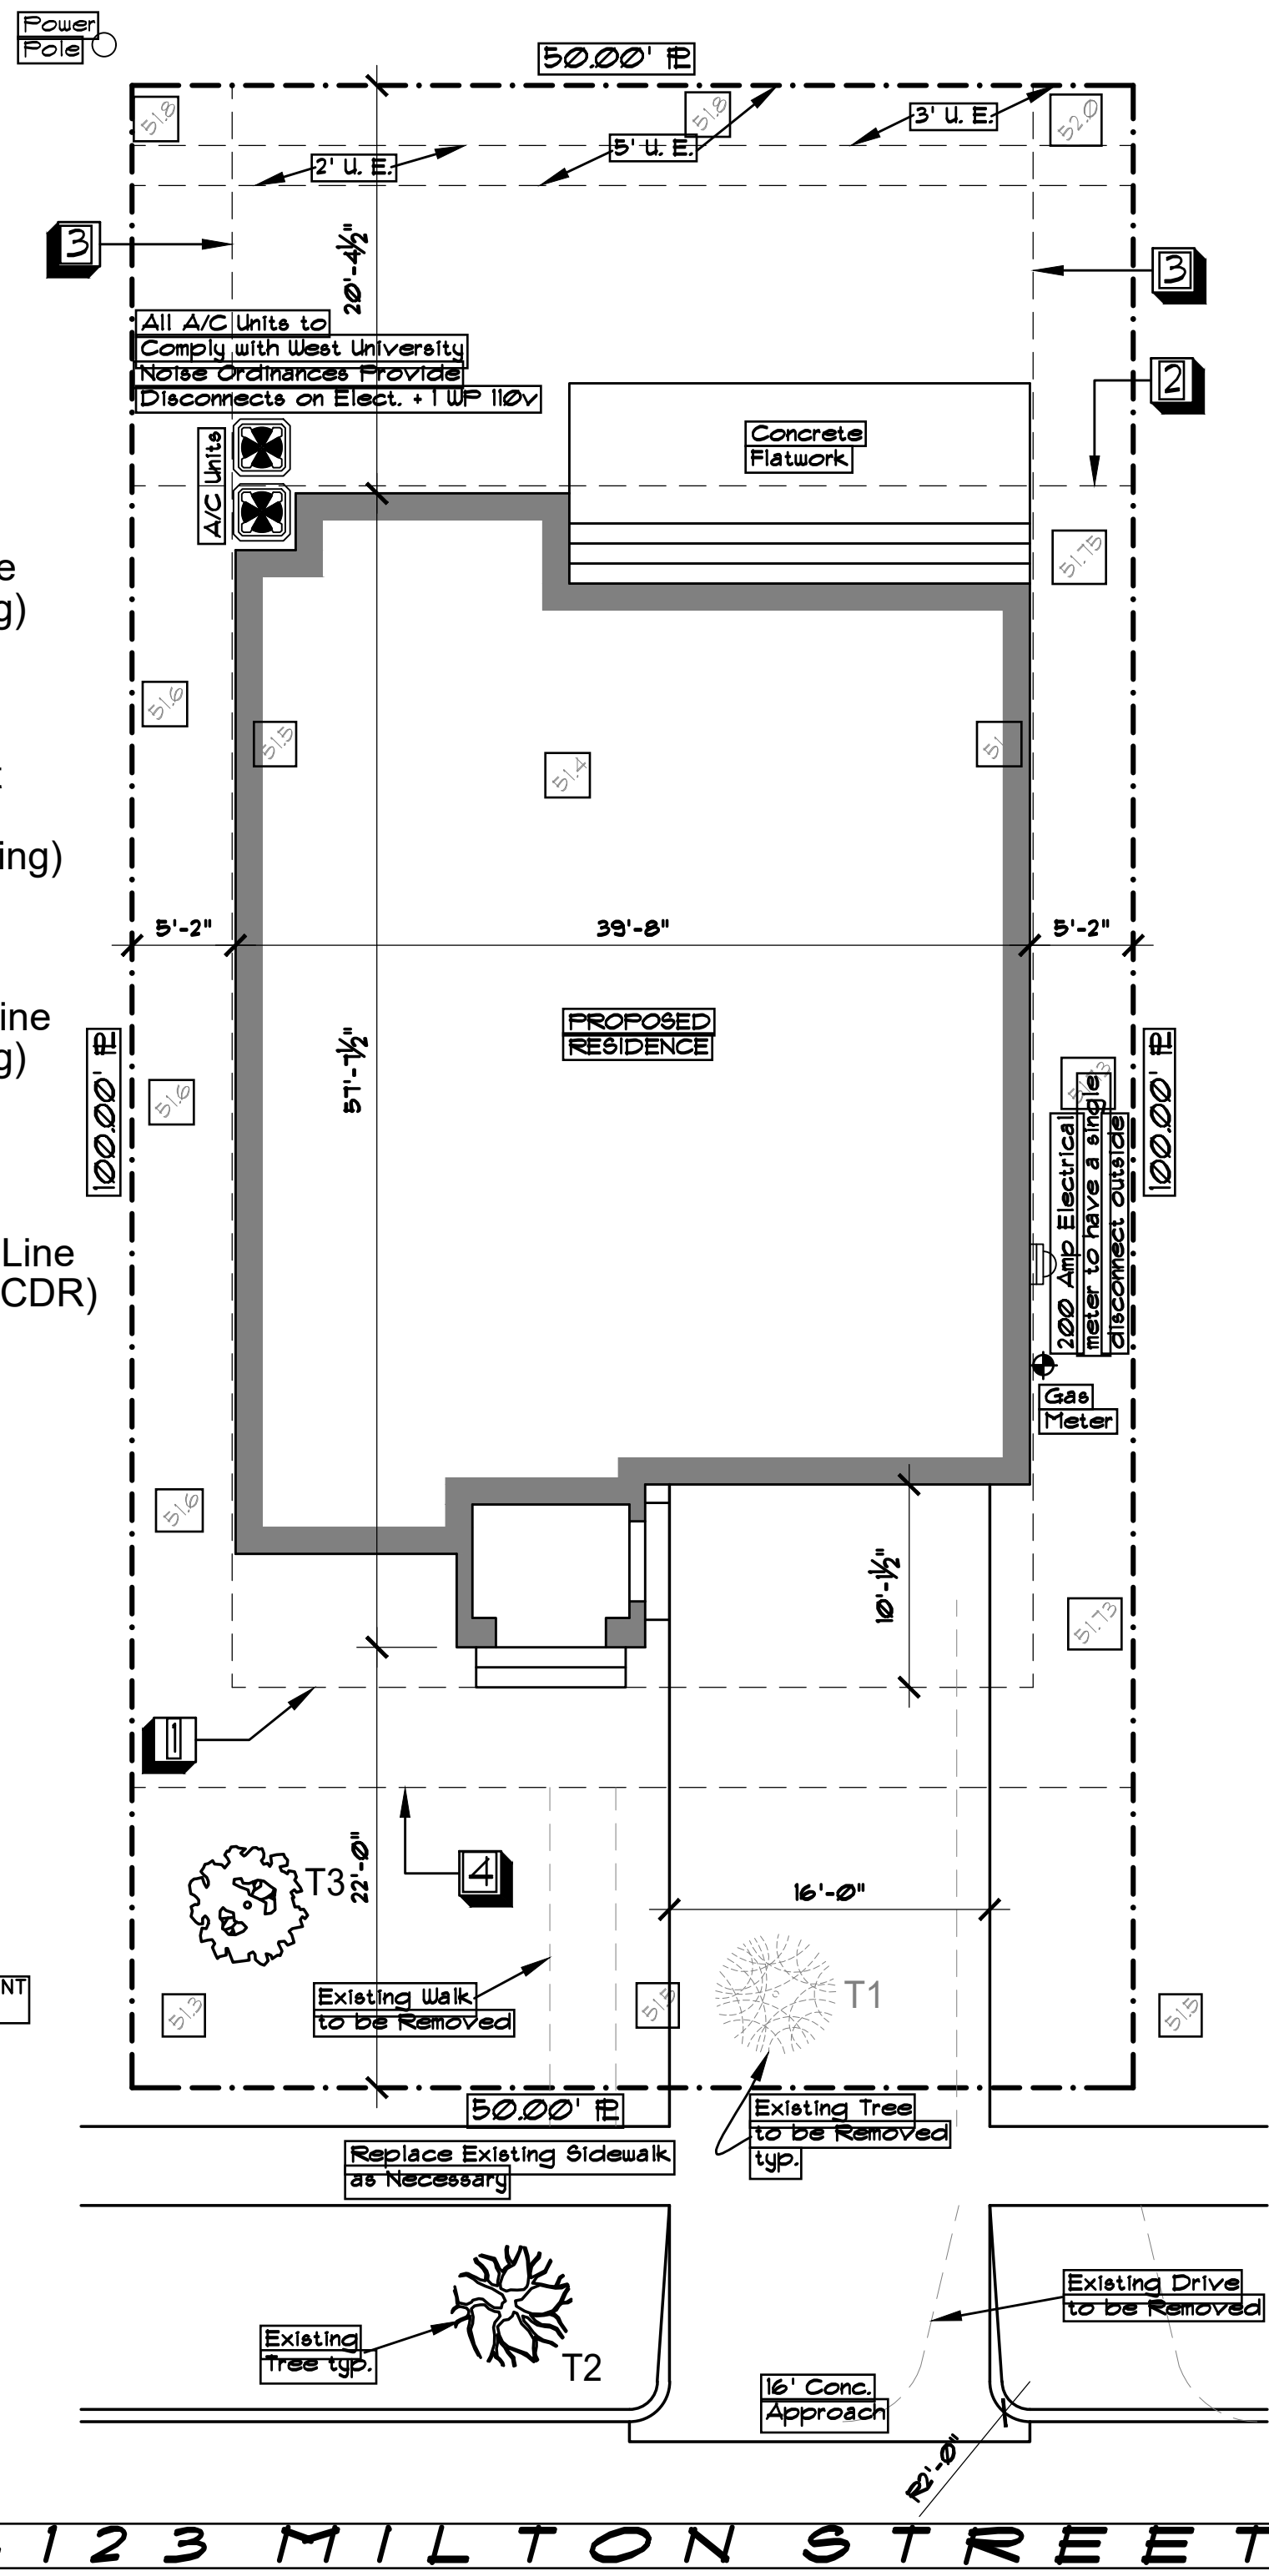 Power
Pole
50.00' PL
51.8
51.8
52.0
3' U. E.
5' U. E.
2' U. E.
3
3
20'-4½"
All A/C Units to
Comply with West University
Noise Ordinances Provide
Disconnects on Elect. + 1 WP 110v
2
Concrete
Flatwork
A/C Units
51.75
e
g)
51.6
51.5
51.4
ing)
5'-2"
39'-8"
5'-2"
PROPOSED
RESIDENCE
ine
g)
57'-7½"
100.00' PL
100.00' PL
51.6
200 Amp Electrical
meter to have a single
disconnect outside
Line
CDR)
Gas
Meter
51.6
10'-1½"
51.73
1
4
22'-0"
T3
16'-0"
T1
NT
Existing Walk
to be Removed
51.3
51.5
51.5
50.00' PL
Existing Tree
to be Removed
typ.
Replace Existing Sidewalk
as Necessary
Existing
Tree typ.
T2
Existing Drive
to be Removed
16' Conc.
Approach
R2'-0"
123 MILTON STREET